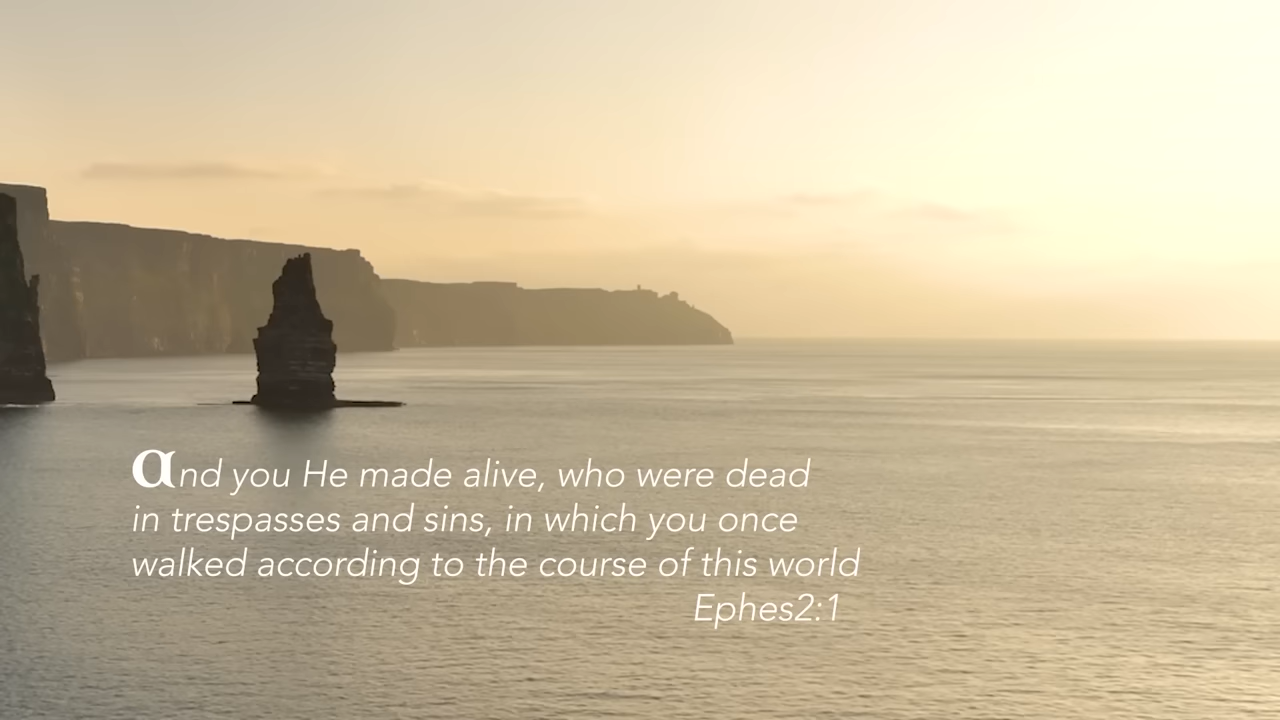 and you He made alive, who were dead
in trespasses and sins, in which you once
walked according to the course of this world
Ephes2:1